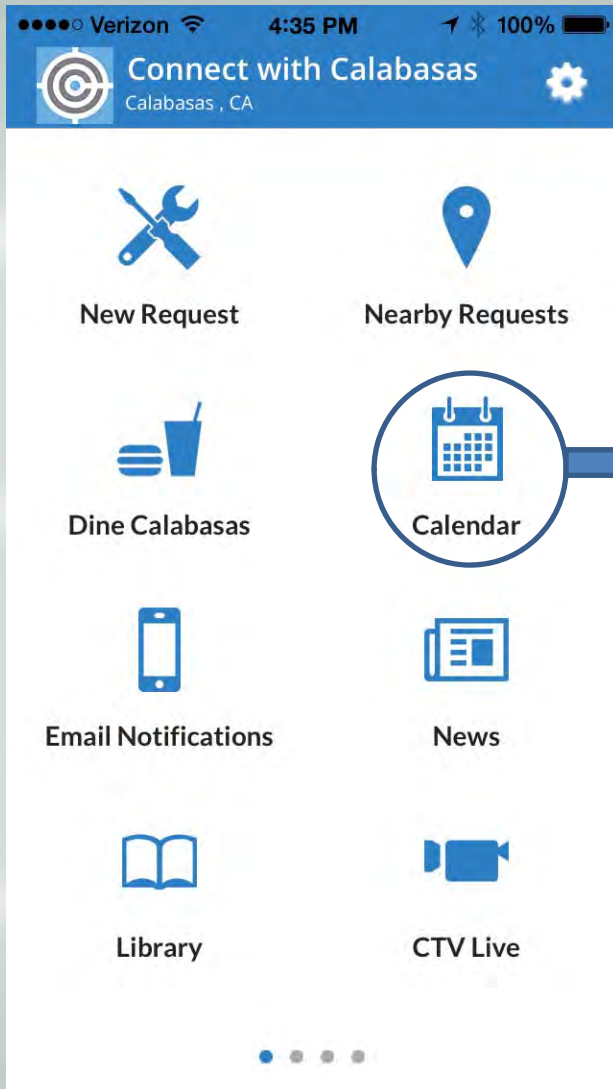 Verizon 4:35 PM 100%
Connect with Calabasas
Calabasas , CA
New Request Nearby Requests
Dine Calabasas Calendar
Email Notifications News
Library CTV Live